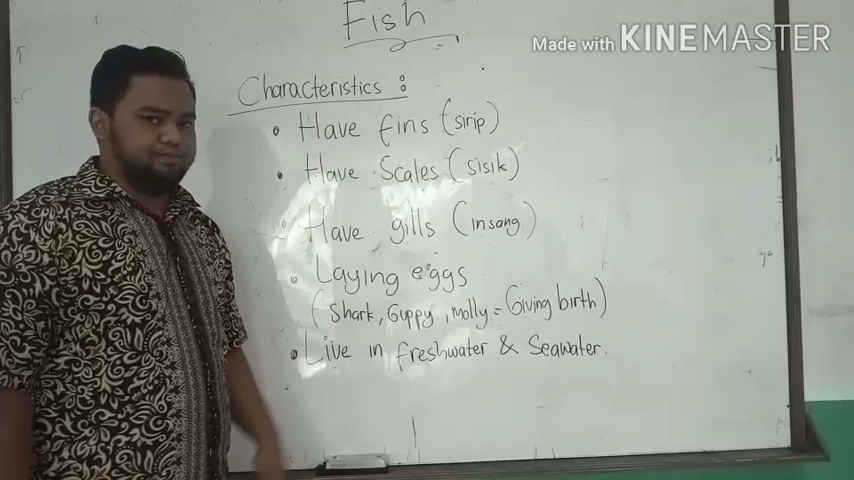 Fish
Made with KINEMASTER
Characteristics :
• Have fins (sirip)
• Have Scales (sisik)
• Have gills (insang)
• Laying eggs
(Shark, Guppy, Molly = Giving birth)
• Live in freshwater & Seawater.